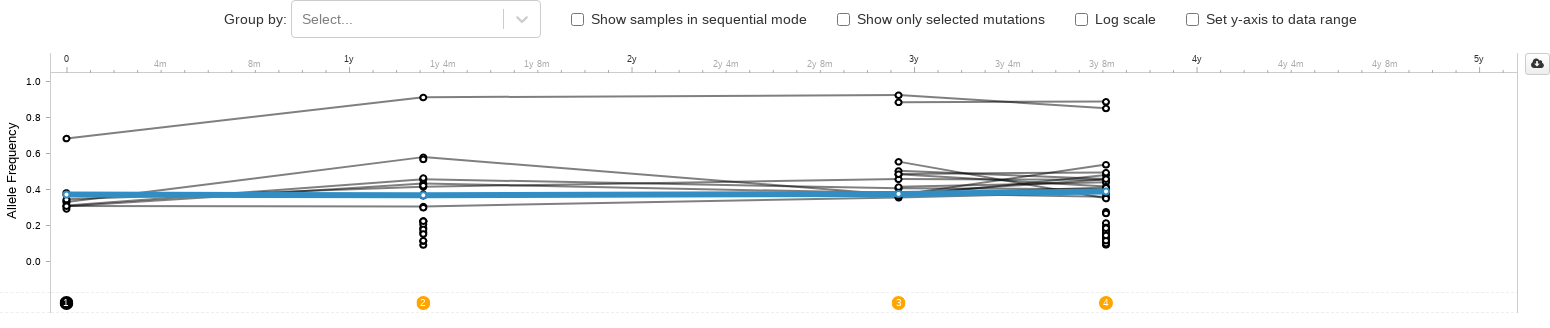 Group by: Select... Show samples in sequential mode Show only selected mutations Log scale Set y-axis to data range
0 4m 8m 1y 1y 4m 1y 8m 2y 2y 4m 2y 8m 3y 3y 4m 3y 8m 4y 4y 4m 4y 8m 5y
Allele Frequency
1.0
0.8
0.6
0.4
0.2
0.0
1 2 3 4